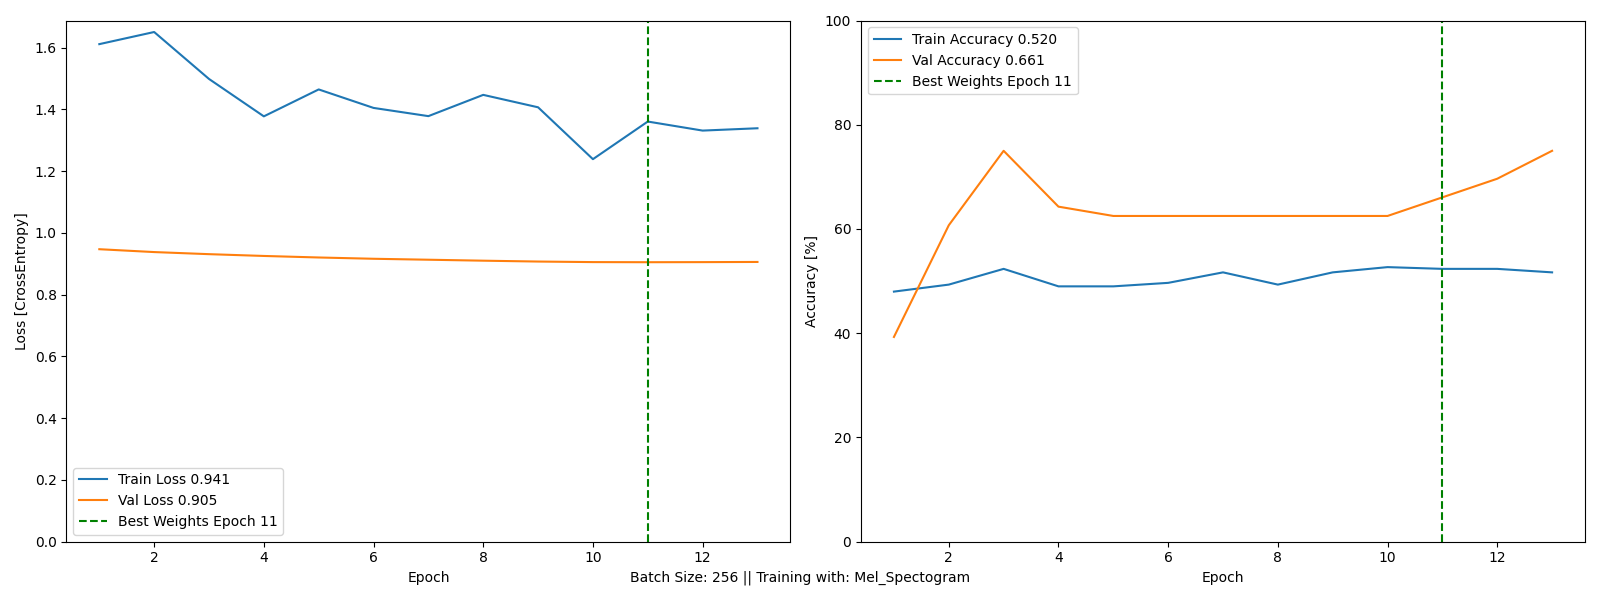 Loss [CrossEntropy]
1.6
1.4
1.2
1.0
0.8
0.6
0.4
0.2
0.0
Train Loss 0.941
Val Loss 0.905
Best Weights Epoch 11
2 4 6 8 10 12
Epoch
Accuracy [%]
100
80
60
40
20
0
Train Accuracy 0.520
Val Accuracy 0.661
Best Weights Epoch 11
2 4 6 8 10 12
Epoch
Batch Size: 256 || Training with: Mel_Spectogram